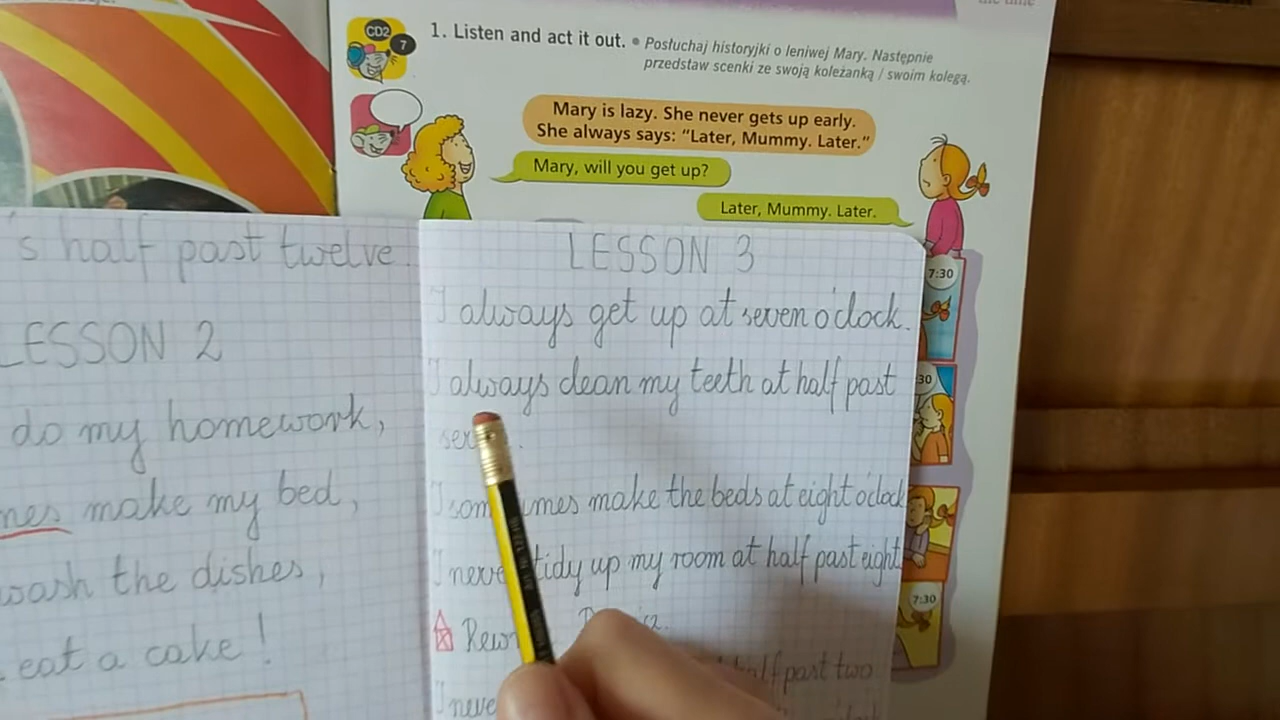 CD2
7
1. Listen and act it out. • Posłuchaj historyjki o leniwej Mary. Następnie
przedstaw scenki ze swoją koleżanką / swoim kolegą.
Mary is lazy. She never gets up early.
She always says: "Later, Mummy. Later."
Mary, will you get up?
Later, Mummy. Later.
7:30
30
7:30
's half past twelve.
LESSON 2
do my homework,
make my bed,
wash the dishes,
eat a cake!
LESSON 3
I always get up at seven o'clock.
I always clean my teeth at half past
I make the beds at eight o'clock
I never tidy up my room at half past eight
half past two
I never